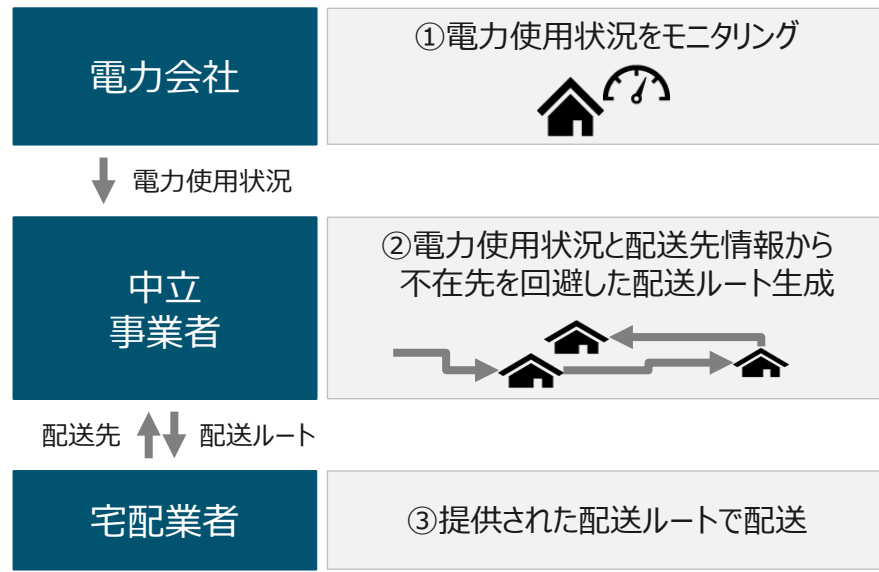 電力会社
①電力使用状況をモニタリング
電力使用状況
中立
事業者
②電力使用状況と配送先情報から
不在先を回避した配送ルート生成
配送先
配送ルート
宅配業者
③提供された配送ルートで配送